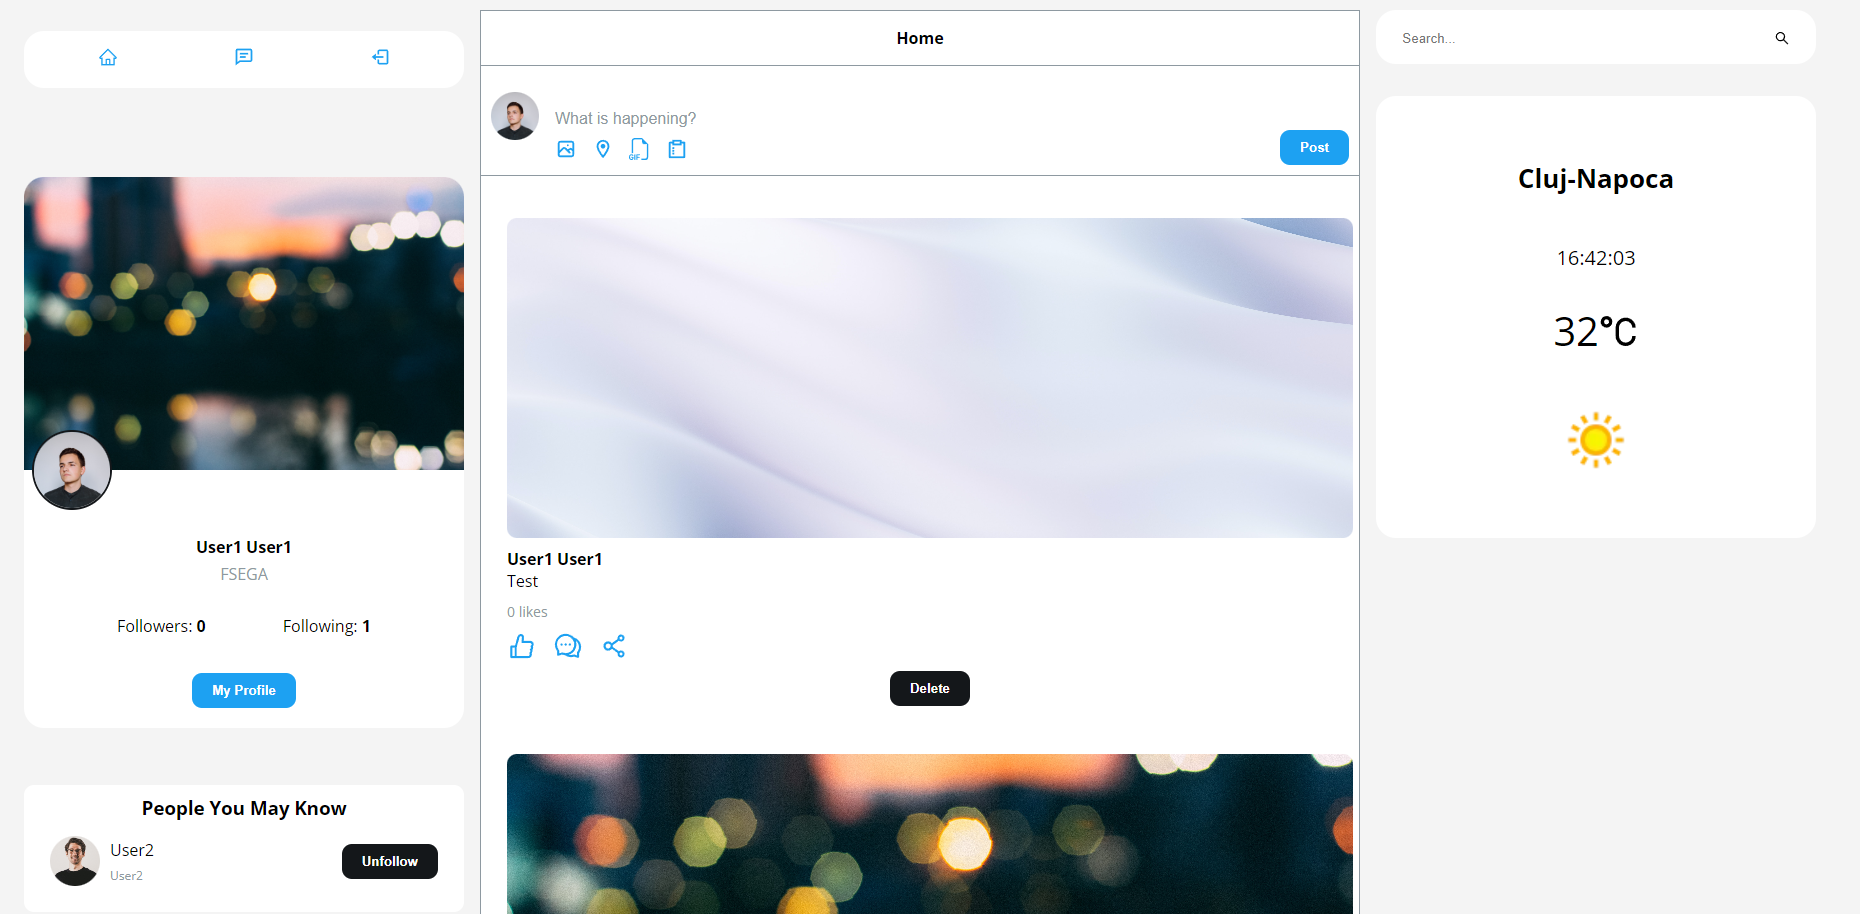 Home
Search...
What is happening?
GIF
Post
Cluj-Napoca
16:42:03
32°C
User1 User1
FSEGA
Followers: 0
Following: 1
My Profile
User1 User1
Test
0 likes
Delete
People You May Know
User2
User2
Unfollow